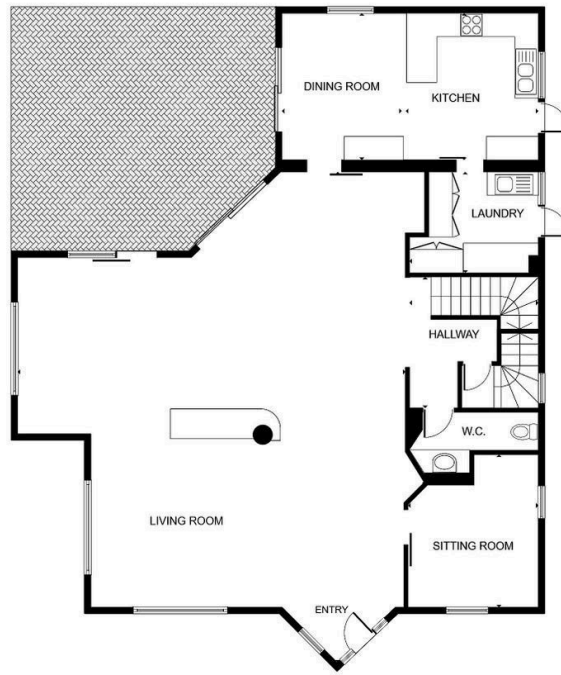 DINING ROOM
KITCHEN
LAUNDRY
HALLWAY
W.C.
LIVING ROOM
SITTING ROOM
ENTRY